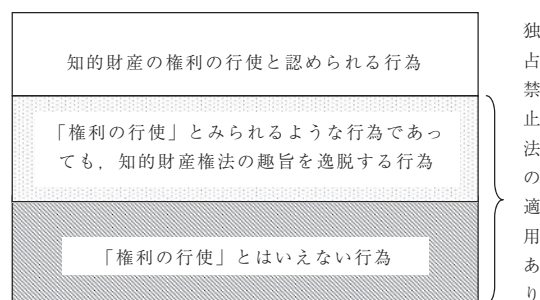 知的財産の権利の行使と認められる行為
「権利の行使」とみられるような行為であっ
ても，知的財産権法の趣旨を逸脱する行為
「権利の行使」とはいえない行為
独占禁止法の適用あり